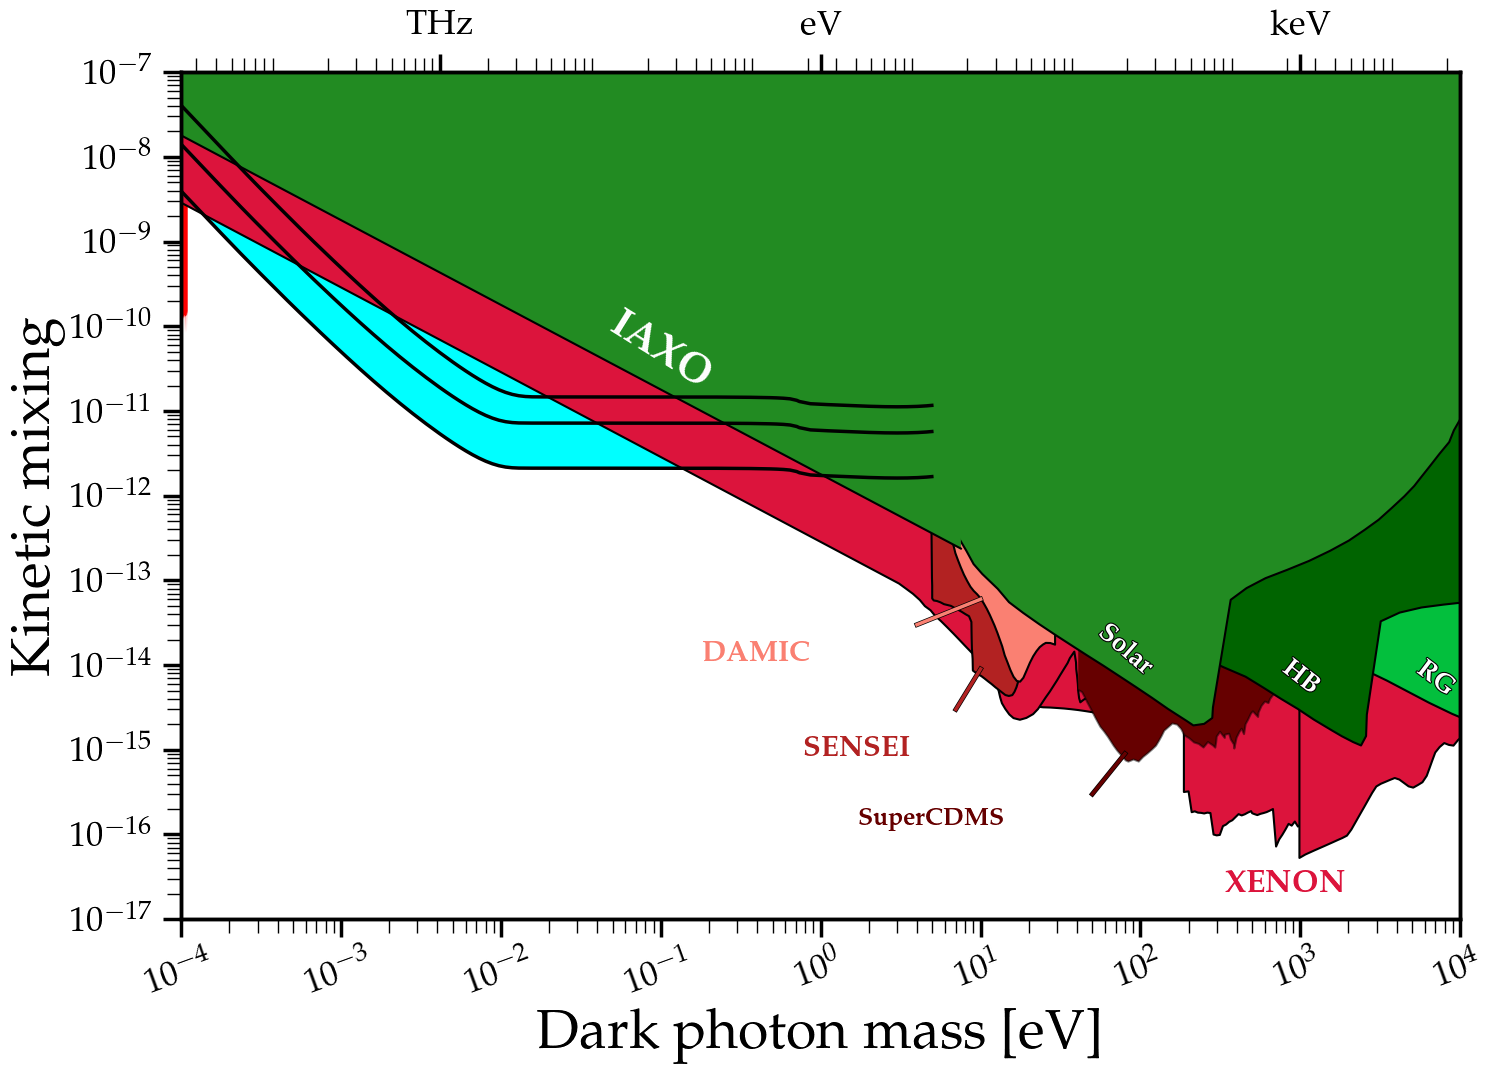 THz eV keV
10⁻⁷
10⁻⁸
10⁻⁹
10⁻¹⁰
10⁻¹¹
10⁻¹²
10⁻¹³
10⁻¹⁴
10⁻¹⁵
10⁻¹⁶
10⁻¹⁷
Kinetic mixing
IAXO
Solar
HB
RG
DAMIC
SENSEI
SuperCDMS
XENON
10⁻⁴ 10⁻³ 10⁻² 10⁻¹ 10⁰ 10¹ 10² 10³ 10⁴
Dark photon mass [eV]